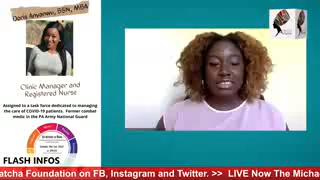 Doris Anyanwu, BSN, MBA
Clinic Manager and
Registered Nurse
Assigned to a task force dedicated to managing
the care of COVID-19 patients. Former combat
medic in the PA Army National Guard
FLASH INFOS
atcha Foundation on FB, Instagram and Twitter. >> LIVE Now The Micha